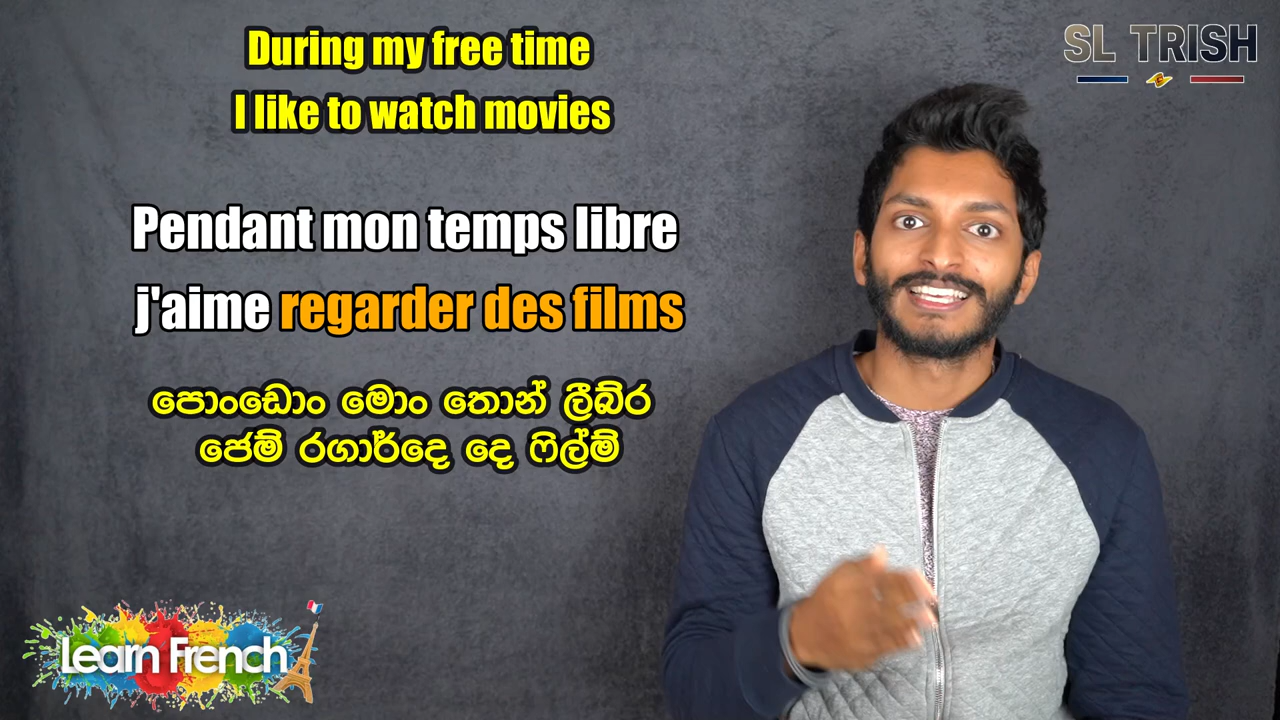 During my free time
I like to watch movies
SL TRISH
Pendant mon temps libre
j'aime regarder des films
පොංඩොං මොං තොන් ලීබ්ර
ජෙම් රගාර්දෙ දෙ ෆිල්ම්
Learn French